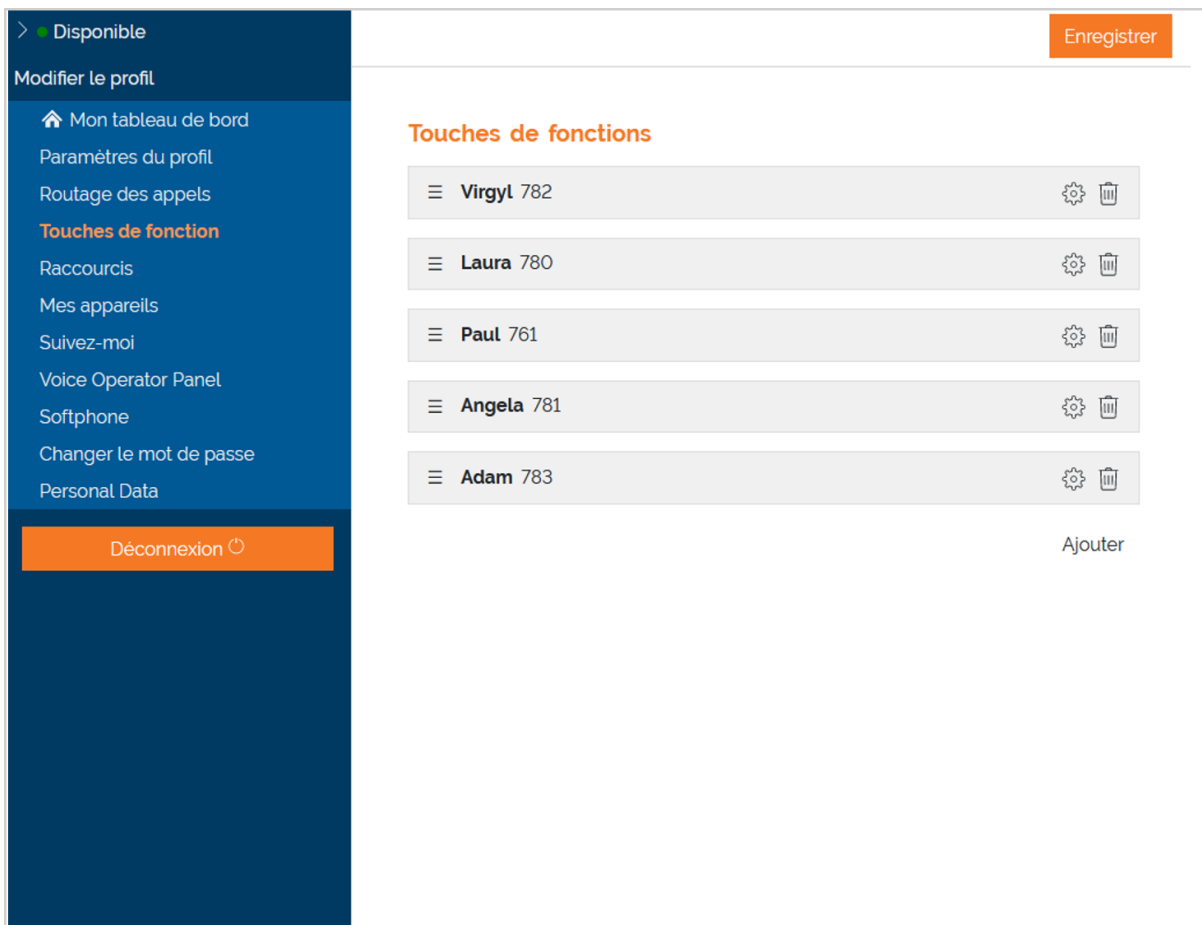 Disponible
Modifier le profil
Mon tableau de bord
Paramètres du profil
Routage des appels
Touches de fonction
Raccourcis
Mes appareils
Suivez-moi
Voice Operator Panel
Softphone
Changer le mot de passe
Personal Data
Déconnexion
Enregistrer
Touches de fonctions
Virgyl 782
Laura 780
Paul 761
Angela 781
Adam 783
Ajouter